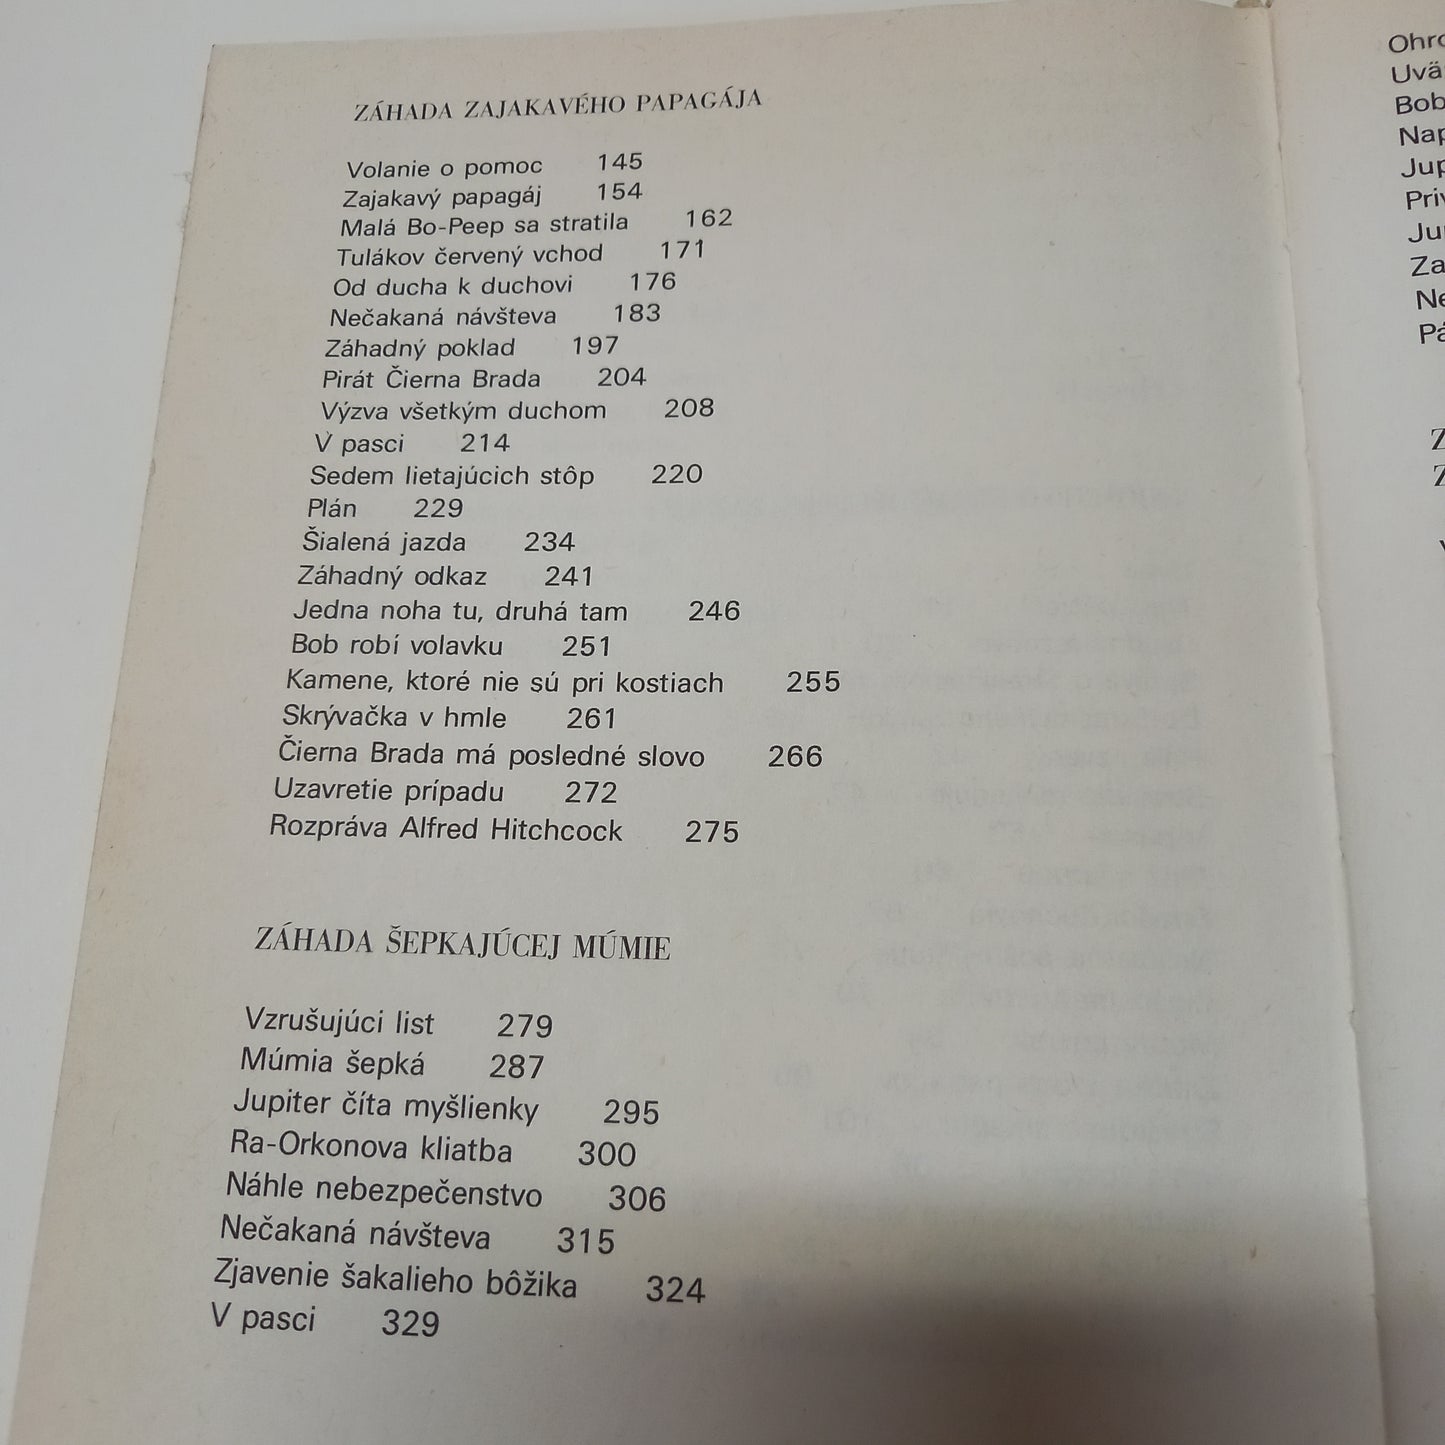 ZÁHADA ZAJAKAVÉHO PAPAGÁJA
Volanie o pomoc 145
Zajakavý papagáj 154
Malá Bo-Peep sa stratila 162
Tulákov červený vchod 171
Od ducha k duchovi 176
Nečakaná návšteva 183
Záhadný poklad 197
Pirát Čierna Brada 204
Výzva všetkým duchom 208
V pasci 214
Sedem lietajúcich stôp 220
Plán 229
Šialená jazda 234
Záhadný odkaz 241
Jedna noha tu, druhá tam 246
Bob robí volavku 251
Kamene, ktoré nie sú pri kostiach 255
Skrývačka v hmle 261
Čierna Brada má posledné slovo 266
Uzavretie prípadu 272
Rozpráva Alfred Hitchcock 275
ZÁHADA ŠEPKAJÚCEJ MÚMIE
Vzrušujúci list 279
Múmia šepká 287
Jupiter číta myšlienky 295
Ra-Orkonova kliatba 300
Náhle nebezpečenstvo 306
Nečakaná návšteva 315
Zjavenie šakalieho bôžika 324
V pasci 329
Bob